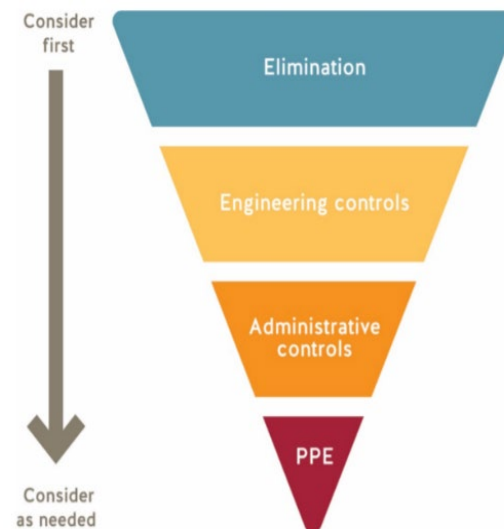 Consider
first
Elimination
Engineering controls
Administrative
controls
PPE
Consider
as needed